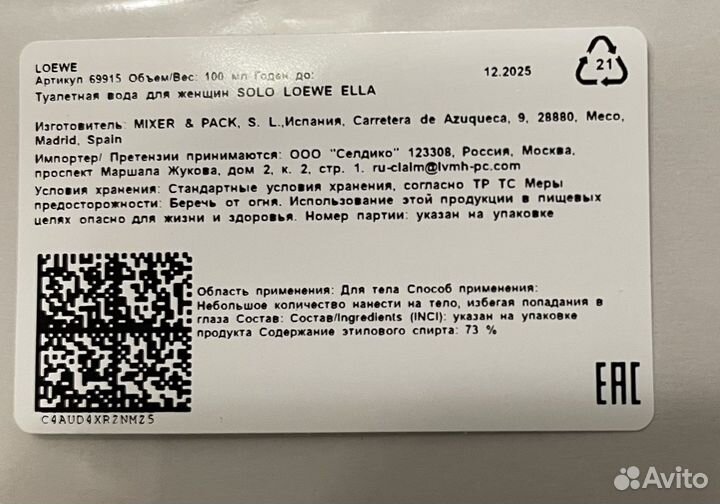 LOEWE
Артикул 69915 Объем/Вес: 100 мл Годен до: 12.2025
Туалетная вода для женщин SOLO LOEWE ELLA
21
Изготовитель: MIXER & PACK, S. L.,Испания, Carretera de Azuqueca, 9, 28880, Meco,
Madrid, Spain
Импортер/ Претензии принимаются: ООО "Селдико" 123308, Россия, Москва,
проспект Маршала Жукова, дом 2, к. 2, стр. 1. ru-claim@lvmh-pc.com
Условия хранения: Стандартные условия хранения, согласно ТР ТС Меры
предосторожности: Беречь от огня. Использование этой продукции в пищевых
целях опасно для жизни и здоровья. Номер партии: указан на упаковке
Область применения: Для тела Способ применения:
Небольшое количество нанести на тело, избегая попадания в
глаза Состав: Состав/Ingredients (INCI): указан на упаковке
продукта Содержание этилового спирта: 73 %
EAC
C4AUD4XR2NMZ5
Avito